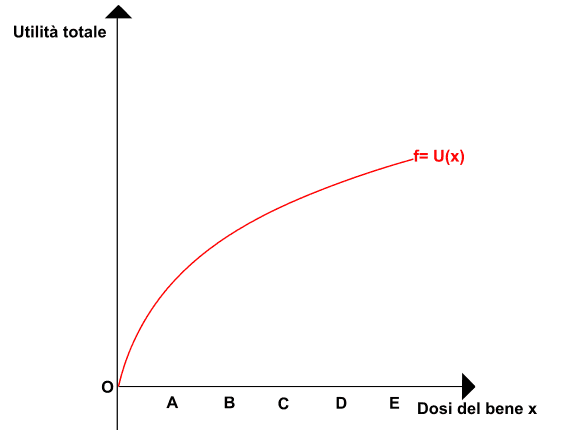 Utilità totale
f= U(x)
O
A B C D E
Dosi del bene x